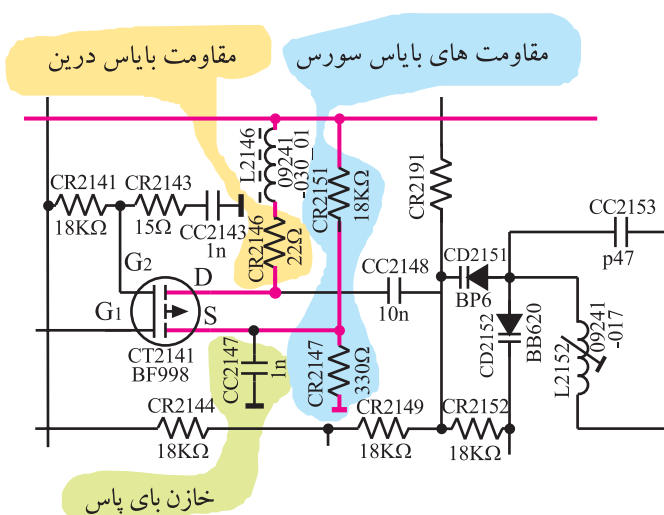 مقاومت بایاس درین
مقاومت های بایاس سورس
L2146
09241
-030_01
CR2151
18KΩ
CR2191
CR2141
18KΩ
CR2143
15Ω
CC2143
1n
CR2146
22Ω
CC2153
p47
CD2151
BP6
CC2148
10n
G2
D
G1
S
CT2141
BF998
CC2147
1n
CR2147
330Ω
CD2152
BB620
L2152
09241
-017
CR2144
18KΩ
CR2149
18KΩ
CR2152
18KΩ
خازن بای پاس